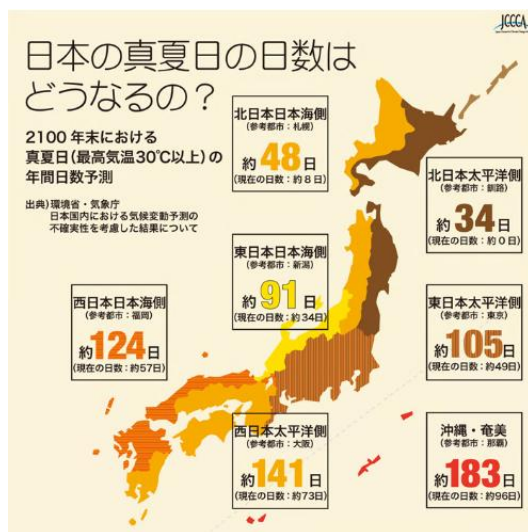 JCCCA
日本の真夏日の日数は
どうなるの？
2100 年末における
真夏日(最高気温30℃以上)の
年間日数予測
出典)環境省・気象庁
日本国内における気候変動予測の
不確実性を考慮した結果について
北日本日本海側
(参考都市：札幌)
約48日
(現在の日数：約8日)
北日本太平洋側
(参考都市：釧路)
約34日
(現在の日数：約0日)
東日本日本海側
(参考都市：新潟)
約91日
(現在の日数：約34日)
西日本日本海側
(参考都市：福岡)
約124日
(現在の日数：約57日)
東日本太平洋側
(参考都市：東京)
約105日
(現在の日数：約49日)
西日本太平洋側
(参考都市：大阪)
約141日
(現在の日数：約73日)
沖縄・奄美
(参考都市：那覇)
約183日
(現在の日数：約96日)